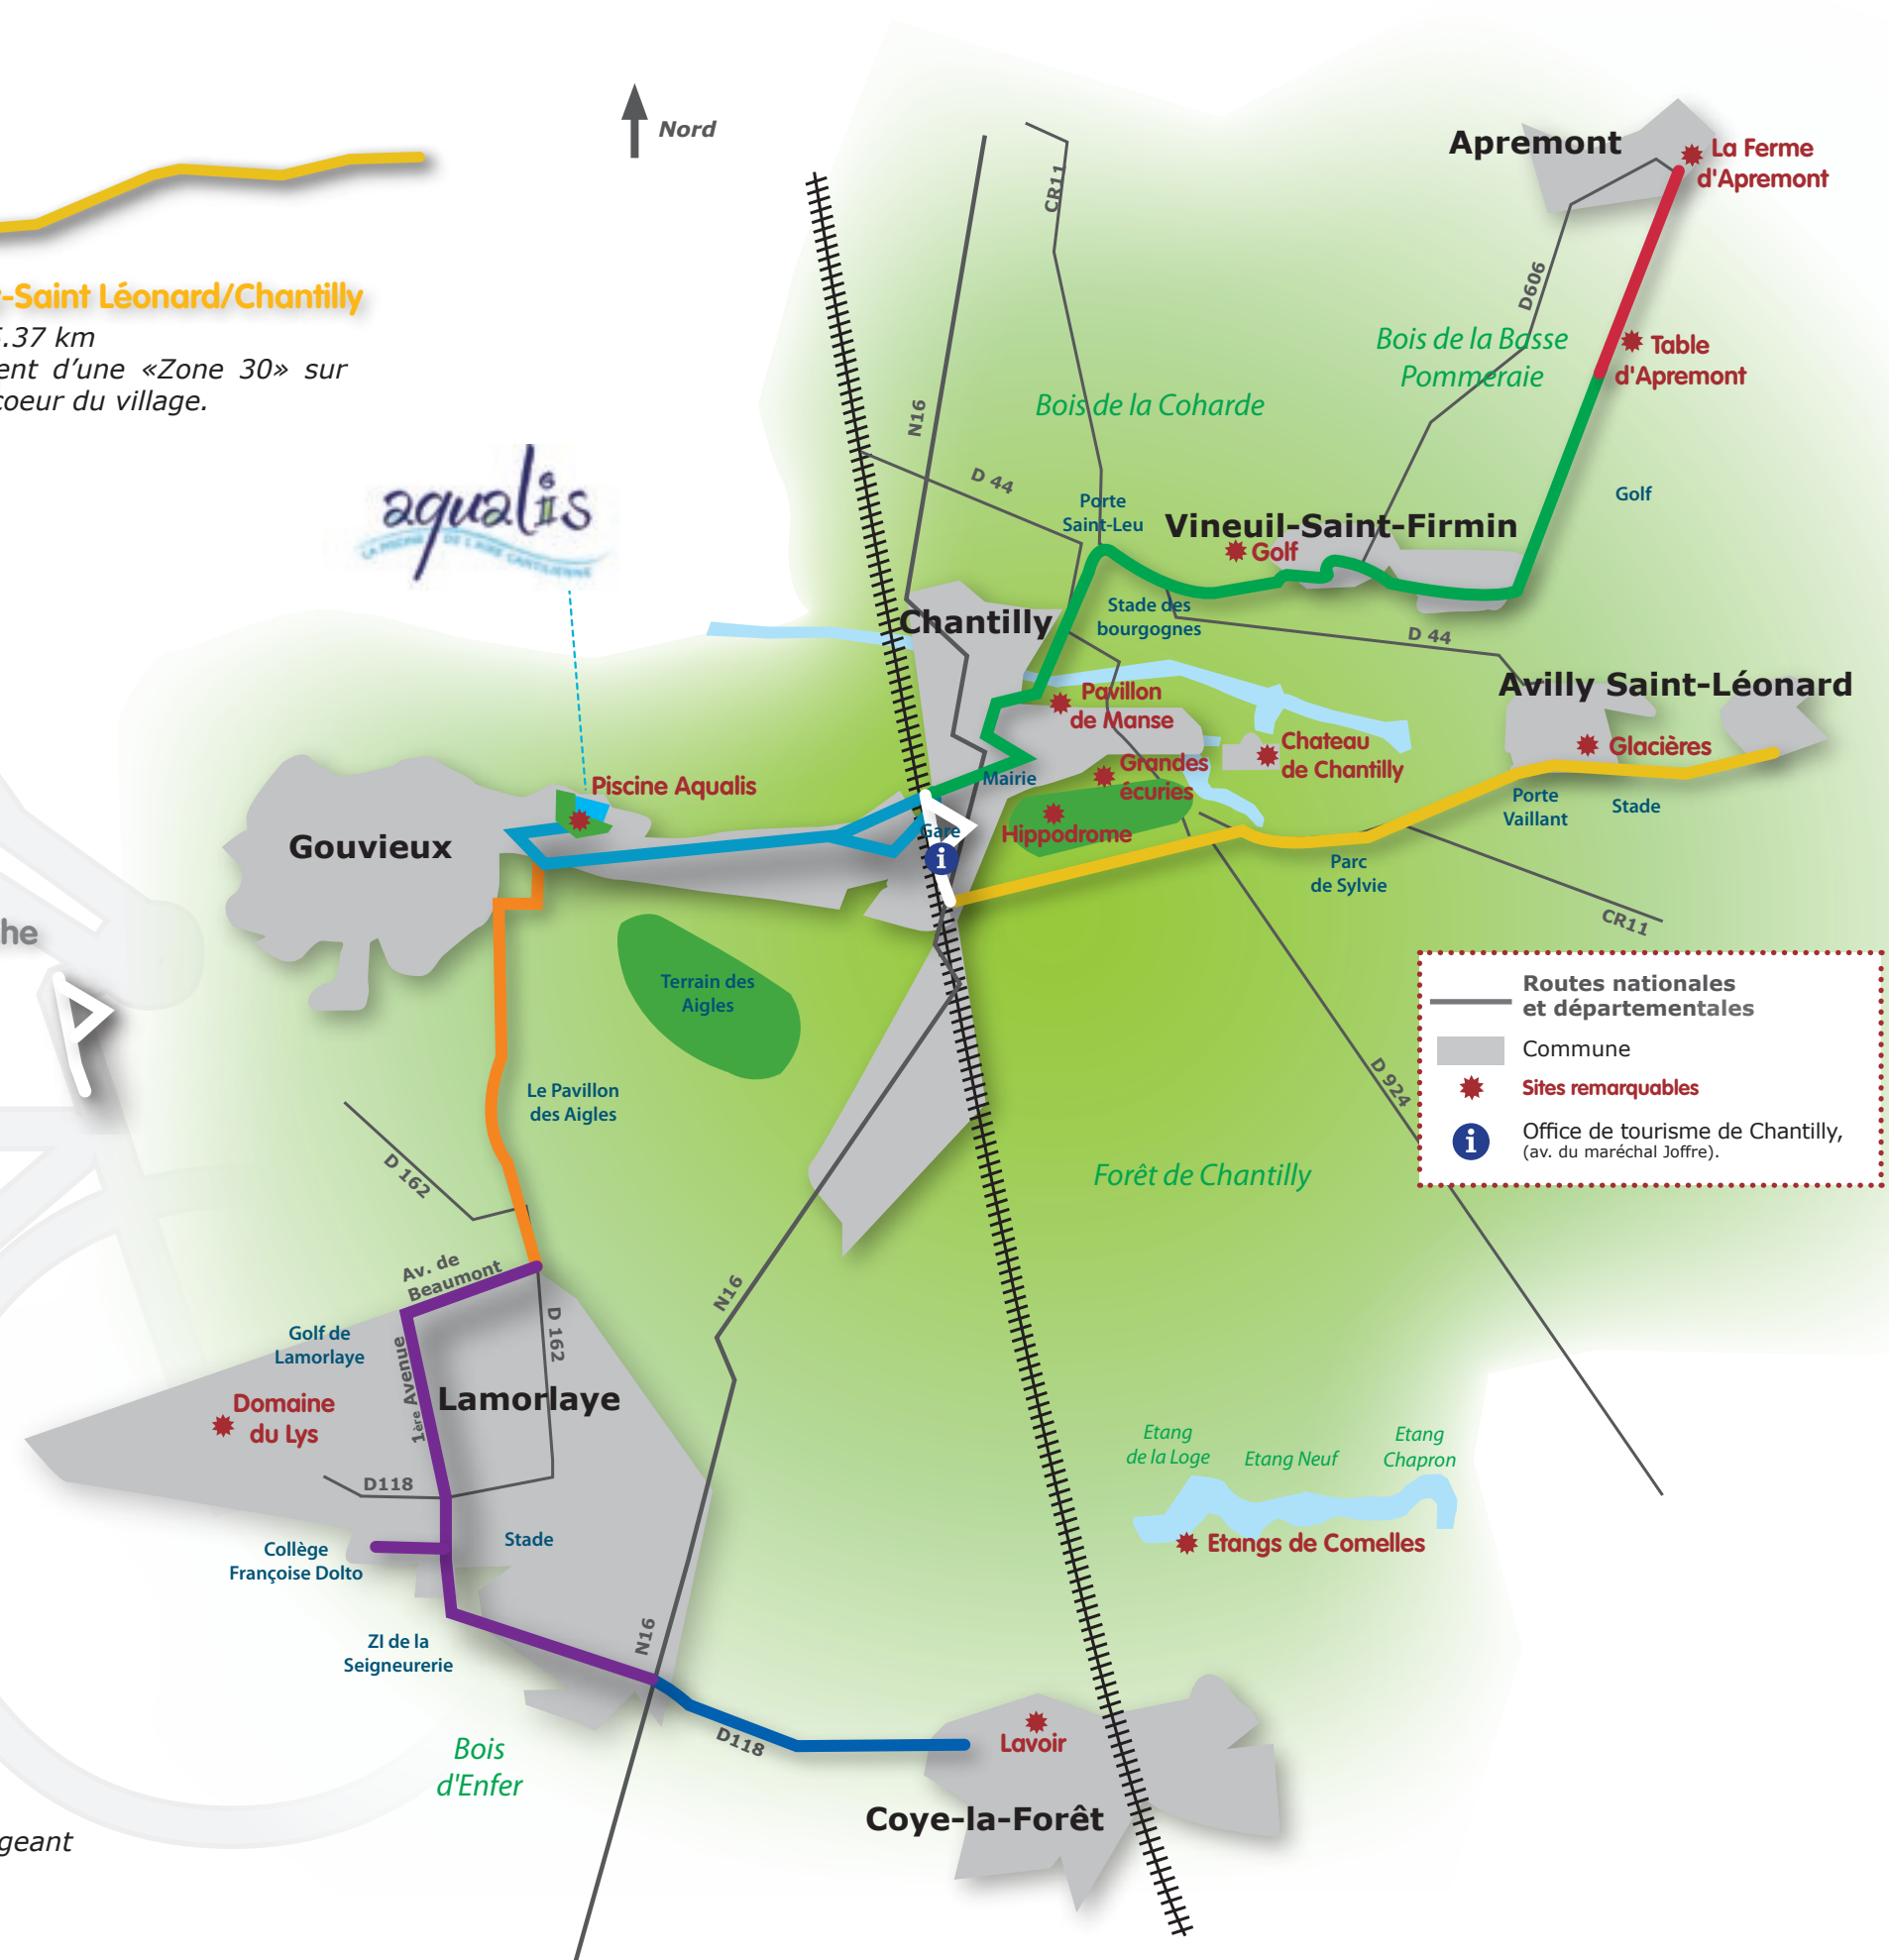 Nord
-Saint Léonard/Chantilly
.37 km
ent d'une «Zone 30» sur
coeur du village.
aqualis
LA PISCINE DE L'AIRE CANTILIENNE
Apremont
La Ferme
d'Apremont
CR11
D606
Bois de la Basse
Pommeraie
Table
d'Apremont
N16
Bois de la Coharde
D 44
Porte
Saint-Leu
Golf
Vineuil-Saint-Firmin
Golf
Chantilly
Stade des
bourgognes
D 44
Avilly Saint-Léonard
Pavillon
de Manse
Chateau
de Chantilly
Glacières
Grandes
écuries
Mairie
Piscine Aqualis
Porte
Vaillant
Stade
Gare
i
Hippodrome
Gouvieux
Parc
de Sylvie
CR11
he
Terrain des
Aigles
Routes nationales
et départementales
Commune
Sites remarquables
i
Office de tourisme de Chantilly,
(av. du maréchal Joffre).
D 924
Le Pavillon
des Aigles
D 162
Forêt de Chantilly
Av. de
Beaumont
N16
D 162
Golf de
Lamorlaye
1ère Avenue
Lamorlaye
Domaine
du Lys
D118
Etang
de la Loge
Etang Neuf
Etang
Chapron
Etangs de Comelles
Stade
Collège
Françoise Dolto
N16
ZI de la
Seigneurerie
D118
Lavoir
Bois
d'Enfer
Coye-la-Forêt
geant